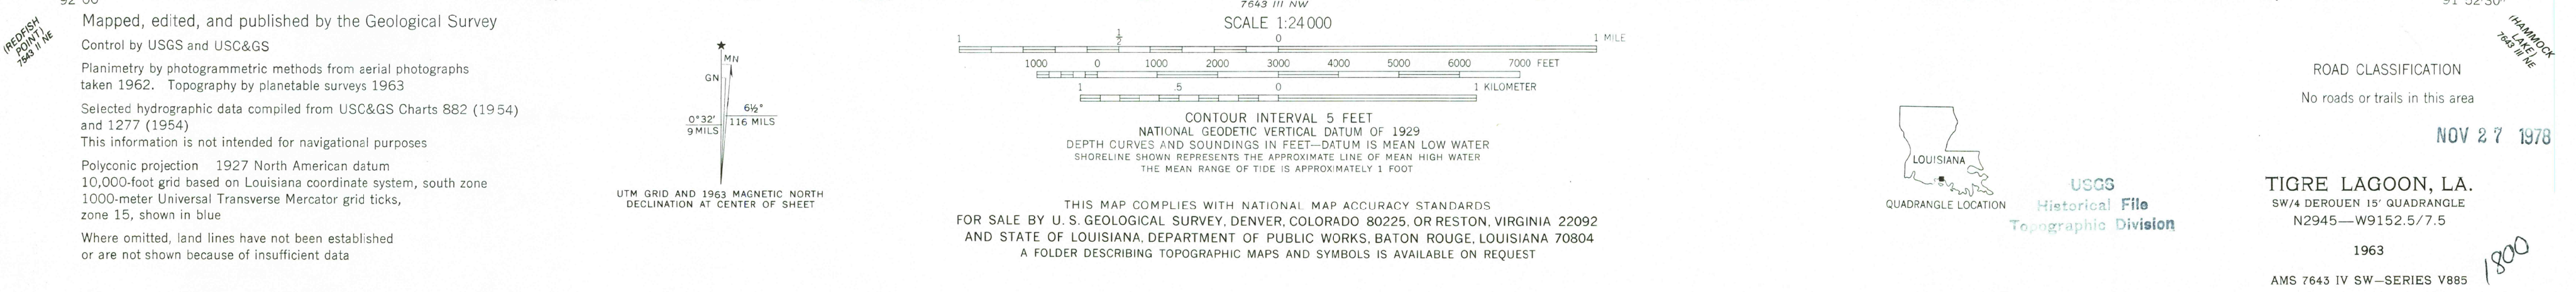 Mapped, edited, and published by the Geological Survey
Control by USGS and USC&GS
Planimetry by photogrammetric methods from aerial photographs
taken 1962. Topography by planetable surveys 1963
Selected hydrographic data compiled from USC&GS Charts 882 (1954)
and 1277 (1954)
This information is not intended for navigational purposes
Polyconic projection 1927 North American datum
10,000-foot grid based on Louisiana coordinate system, south zone
1000-meter Universal Transverse Mercator grid ticks,
zone 15, shown in blue
Where omitted, land lines have not been established
or are not shown because of insufficient data
(REDFISH
POINT)
7643 II NE
MN
GN
0°32'
9 MILS
6½°
116 MILS
UTM GRID AND 1963 MAGNETIC NORTH
DECLINATION AT CENTER OF SHEET
7643 III NW
SCALE 1:24 000
1 ½ 0 1 MILE
1000 0 1000 2000 3000 4000 5000 6000 7000 FEET
1 .5 0 1 KILOMETER
CONTOUR INTERVAL 5 FEET
NATIONAL GEODETIC VERTICAL DATUM OF 1929
DEPTH CURVES AND SOUNDINGS IN FEET—DATUM IS MEAN LOW WATER
SHORELINE SHOWN REPRESENTS THE APPROXIMATE LINE OF MEAN HIGH WATER
THE MEAN RANGE OF TIDE IS APPROXIMATELY 1 FOOT
THIS MAP COMPLIES WITH NATIONAL MAP ACCURACY STANDARDS
FOR SALE BY U. S. GEOLOGICAL SURVEY, DENVER, COLORADO 80225, OR RESTON, VIRGINIA 22092
AND STATE OF LOUISIANA, DEPARTMENT OF PUBLIC WORKS, BATON ROUGE, LOUISIANA 70804
A FOLDER DESCRIBING TOPOGRAPHIC MAPS AND SYMBOLS IS AVAILABLE ON REQUEST
LOUISIANA
QUADRANGLE LOCATION
USGS
Historical File
Topographic Division
(HAMMOCK
LAKE)
7643 III NE
ROAD CLASSIFICATION
No roads or trails in this area
NOV 27 1978
TIGRE LAGOON, LA.
SW/4 DEROUEN 15' QUADRANGLE
N2945—W9152.5/7.5
1963
AMS 7643 IV SW—SERIES V885
1800